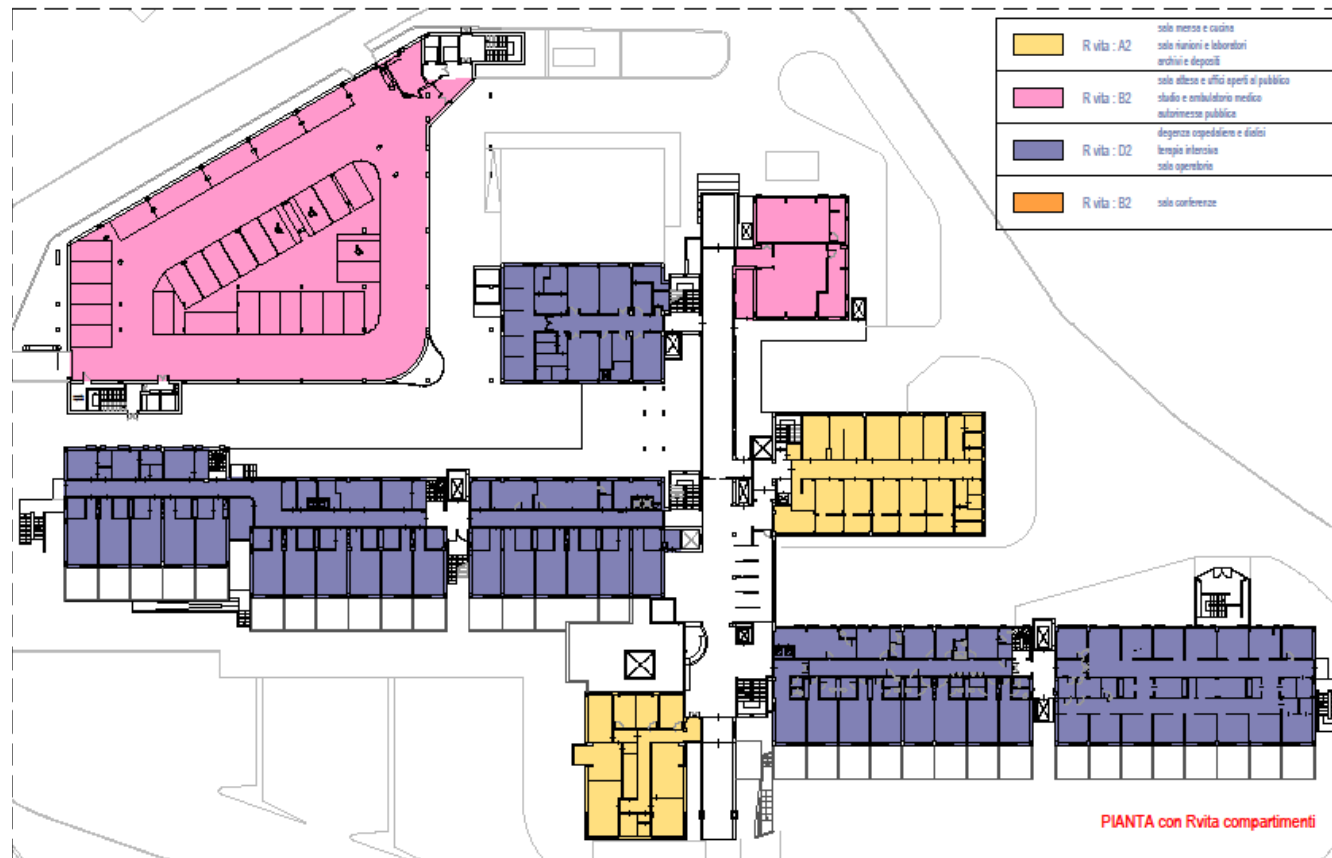 R vita : A2
sala mensa e cucina
sala riunioni e laboratori
archivi e depositi
R vita : B2
sala attesa e uffici aperti al pubblico
studio e ambulatorio medico
autorimessa pubblica
R vita : D2
degenza ospedaliera e dialisi
terapia intensiva
sala operatoria
R vita : B2
sala conferenze
PIANTA con Rvita compartimenti